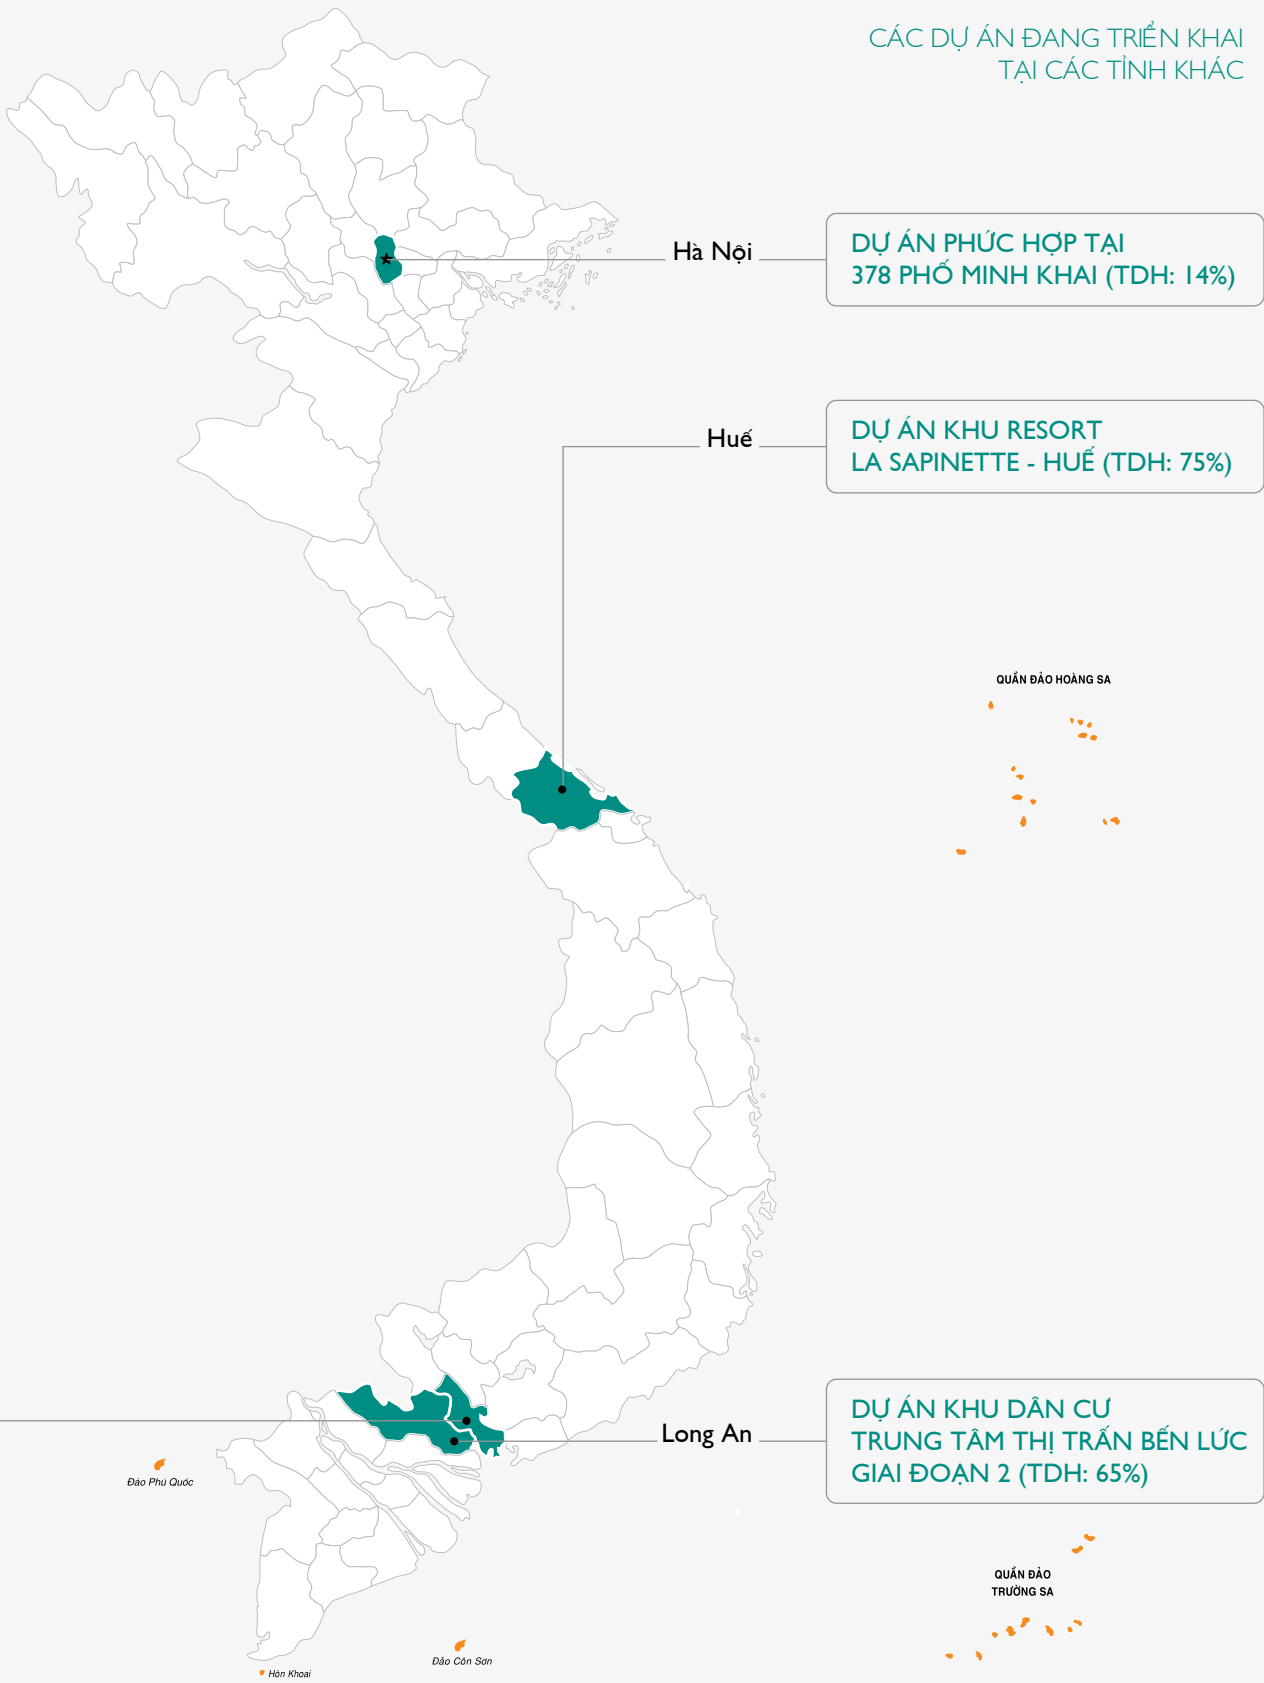 CÁC DỰ ÁN ĐANG TRIỂN KHAI
TẠI CÁC TỈNH KHÁC
Hà Nội
DỰ ÁN PHỨC HỢP TẠI
378 PHỐ MINH KHAI (TDH: 14%)
Huế
DỰ ÁN KHU RESORT
LA SAPINETTE - HUẾ (TDH: 75%)
QUẦN ĐẢO HOÀNG SA
Long An
DỰ ÁN KHU DÂN CƯ
TRUNG TÂM THỊ TRẤN BẾN LỨC
GIAI ĐOẠN 2 (TDH: 65%)
Đảo Phú Quốc
QUẦN ĐẢO
TRƯỜNG SA
Đảo Côn Sơn
Hòn Khoai